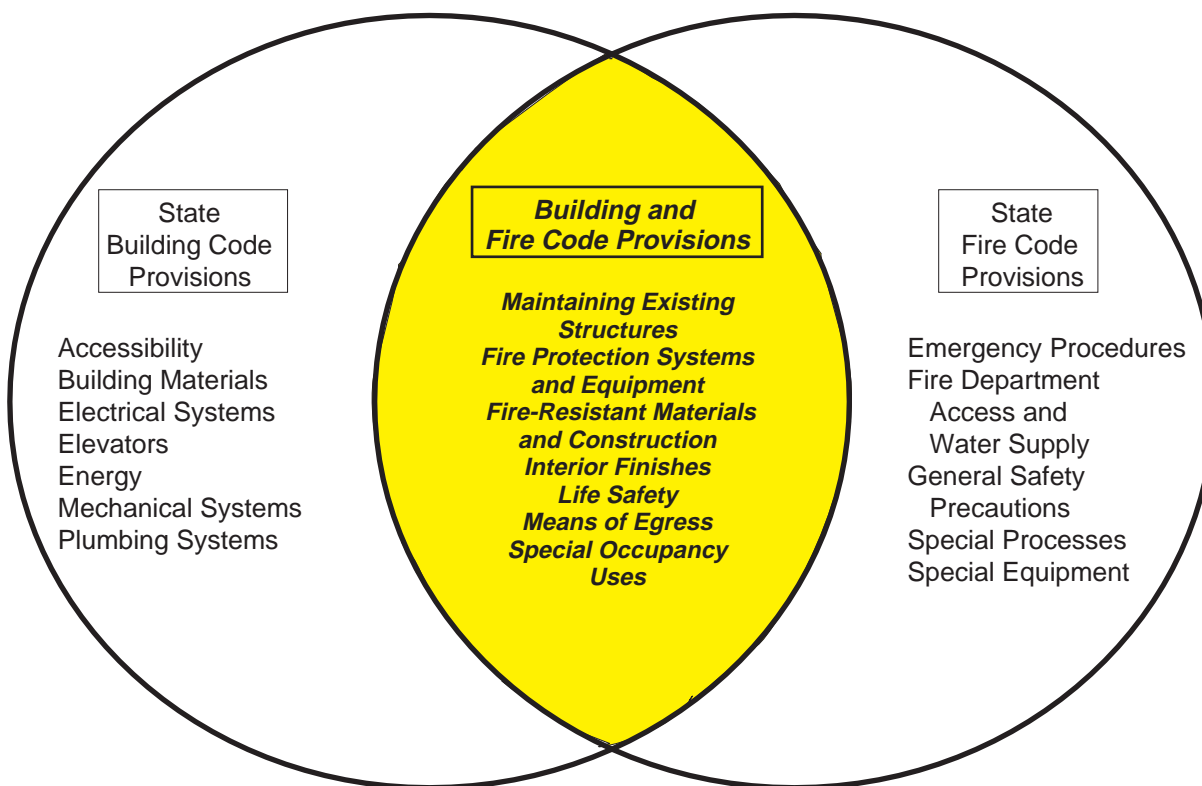 State
Building Code
Provisions
Accessibility
Building Materials
Electrical Systems
Elevators
Energy
Mechanical Systems
Plumbing Systems
Building and
Fire Code Provisions
Maintaining Existing
Structures
Fire Protection Systems
and Equipment
Fire-Resistant Materials
and Construction
Interior Finishes
Life Safety
Means of Egress
Special Occupancy
Uses
State
Fire Code
Provisions
Emergency Procedures
Fire Department
Access and
Water Supply
General Safety
Precautions
Special Processes
Special Equipment